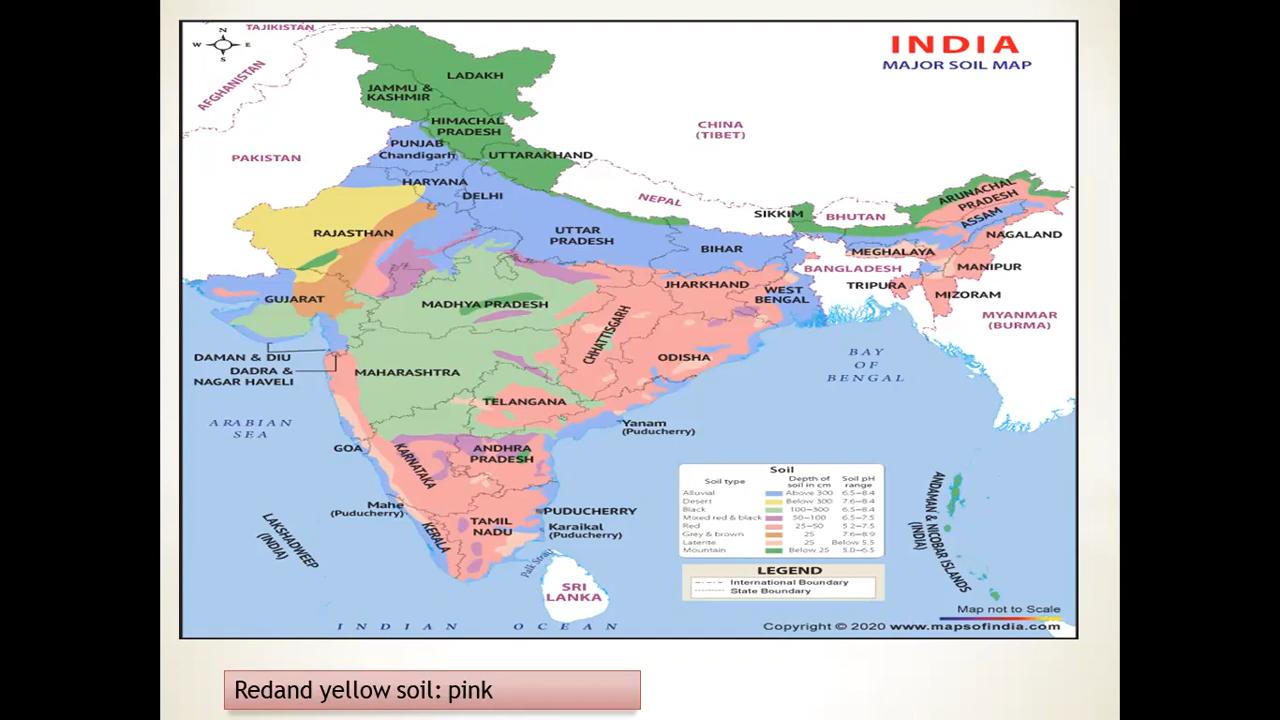 TAJIKISTAN
N
W E
S
AFGHANISTAN
INDIA
MAJOR SOIL MAP
LADAKH
JAMMU &
KASHMIR
HIMACHAL
PRADESH
CHINA
(TIBET)
PUNJAB
Chandigarh
PAKISTAN
UTTARAKHAND
HARYANA
DELHI
NEPAL
SIKKIM
BHUTAN
ARUNACHAL
PRADESH
ASSAM
RAJASTHAN
UTTAR
PRADESH
BIHAR
NAGALAND
MEGHALAYA
BANGLADESH
MANIPUR
JHARKHAND
WEST
BENGAL
TRIPURA
MIZORAM
GUJARAT
MADHYA PRADESH
MYANMAR
(BURMA)
CHHATTISGARH
DAMAN & DIU
DADRA &
NAGAR HAVELI
MAHARASHTRA
ODISHA
BAY
OF
BENGAL
TELANGANA
ARABIAN
SEA
Yanam
(Puducherry)
GOA
KARNATAKA
ANDHRA
PRADESH
Mahe
(Puducherry)
KERALA
TAMIL
NADU
PUDUCHERRY
Karaikal
(Puducherry)
LAKSHADWEEP
(INDIA)
Palk Strait
SRI
LANKA
ANDAMAN & NICOBAR ISLANDS
(INDIA)
Soil
Soil type Depth of soil in cm Soil pH range
Alluvial Above 300 6.5-8.4
Desert Below 300 7.6-8.4
Black 100-300 6.5-8.4
Mixed red & black 50-100 6.5-7.5
Red 25-50 5.2-7.5
Grey & brown 25 7.6-8.9
Laterite 25 Below 5.5
Mountain Below 25 5.0-6.5
LEGEND
International Boundary
State Boundary
Map not to Scale
INDIAN OCEAN
Copyright © 2020 www.mapsofindia.com
Redand yellow soil: pink